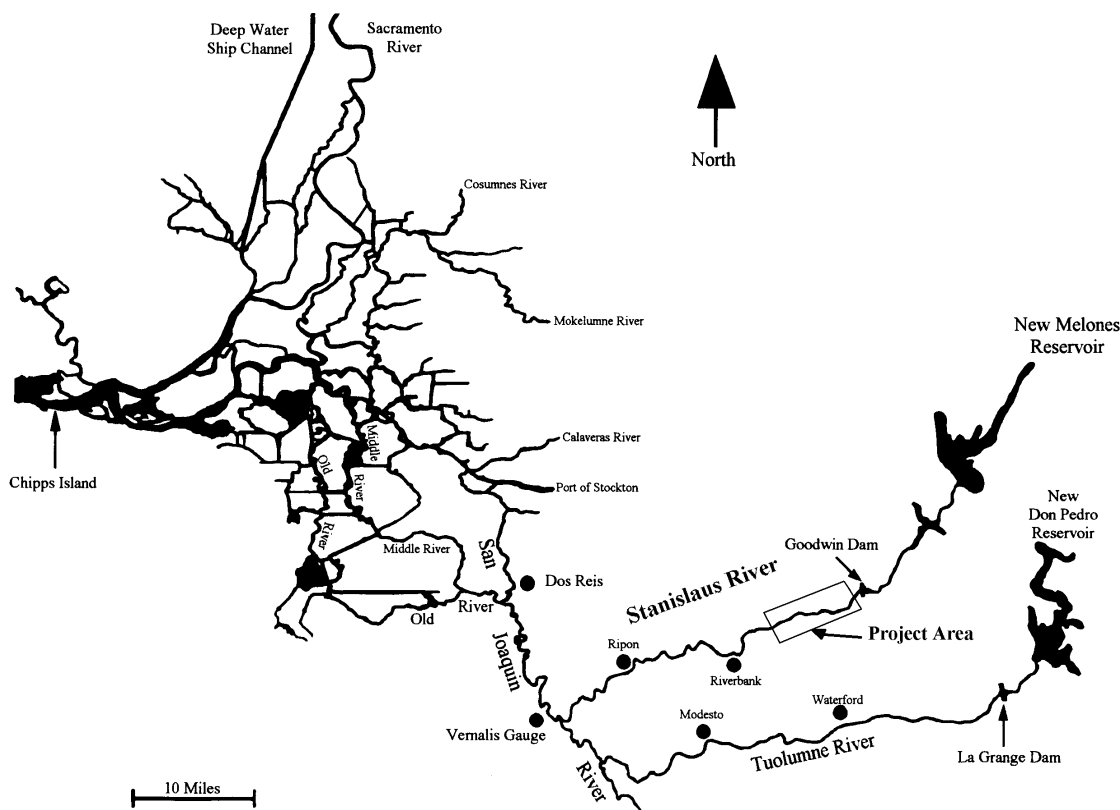 Deep Water
Ship Channel
Sacramento
River
North
Cosumnes River
Mokelumne River
New Melones
Reservoir
Chipps Island
Middle
River
Old
River
Calaveras River
Port of Stockton
New
Don Pedro
Reservoir
Middle River
San
Joaquin
River
Goodwin Dam
Dos Reis
Old
River
Stanislaus River
Project Area
Ripon
Riverbank
Vernalis Gauge
Modesto
Waterford
Tuolumne River
La Grange Dam
10 Miles